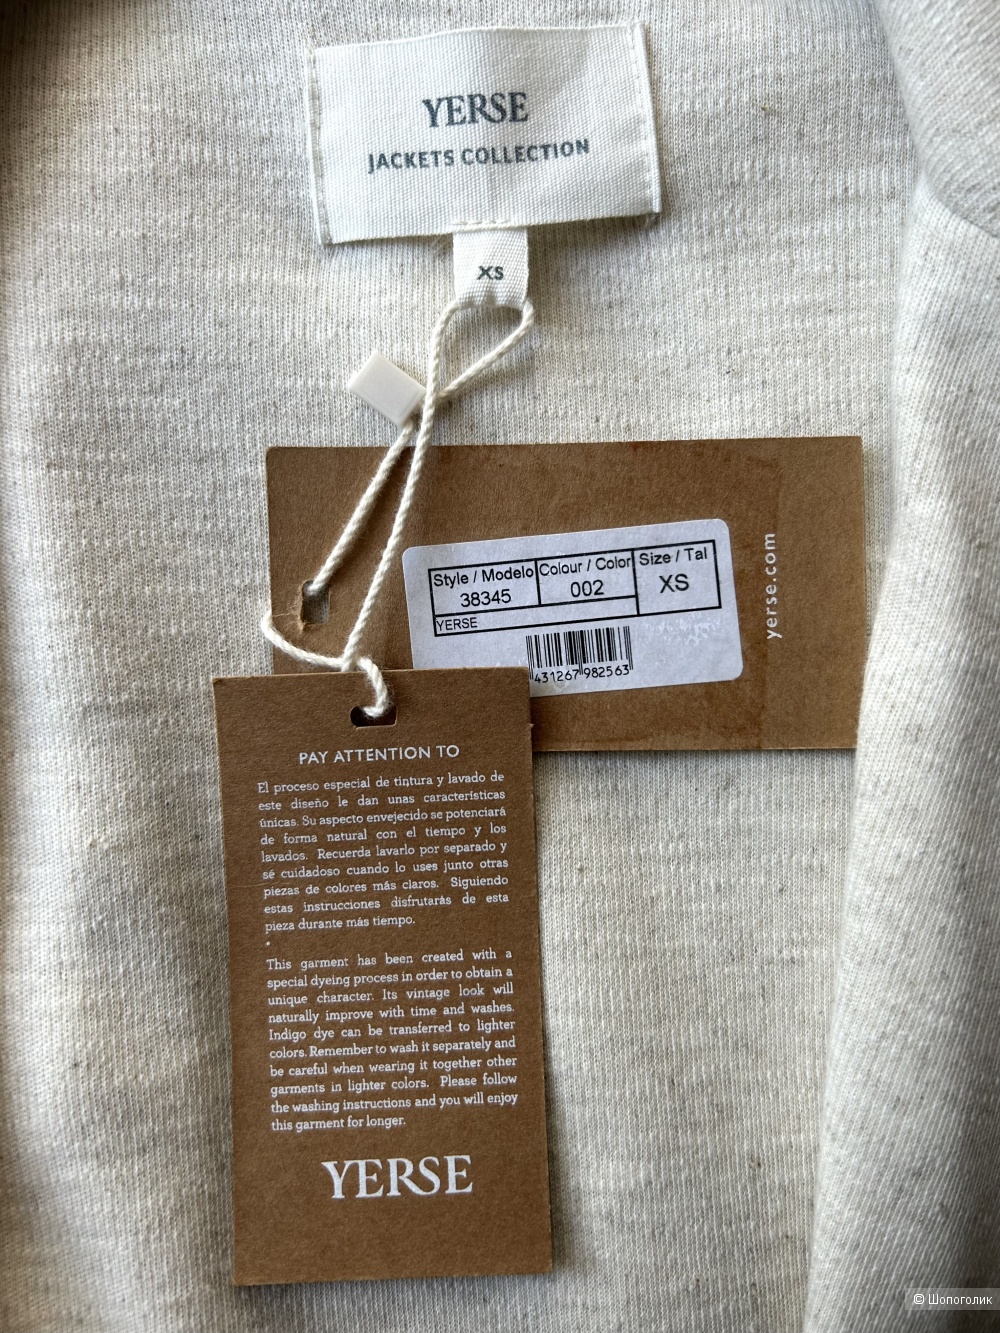 YERSE
JACKETS COLLECTION
XS
Style / Modelo Colour / Color Size / Tal
38345 002 XS
YERSE
431267 982563
yerse.com
PAY ATTENTION TO
El proceso especial de tintura y lavado de
este diseño le dan unas características
únicas. Su aspecto envejecido se potenciará
de forma natural con el tiempo y los
lavados. Recuerda lavarlo por separado y
sé cuidadoso cuando lo uses junto otras
piezas de colores más claros. Siguiendo
estas instrucciones disfrutarás de esta
pieza durante más tiempo.
•
This garment has been created with a
special dyeing process in order to obtain a
unique character. Its vintage look will
naturally improve with time and washes.
Indigo dye can be transferred to lighter
colors. Remember to wash it separately and
be careful when wearing it together other
garments in lighter colors. Please follow
the washing instructions and you will enjoy
this garment for longer.
YERSE
© Шопоголик